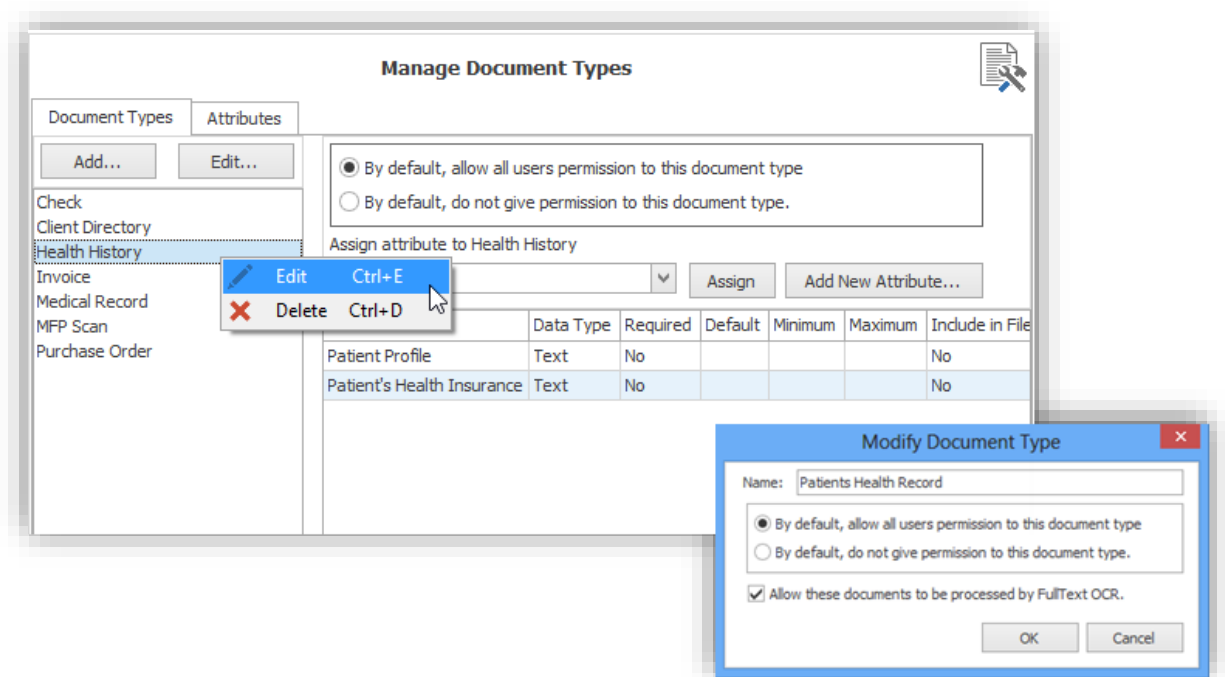 Manage Document Types
Document Types Attributes
Add... Edit...
By default, allow all users permission to this document type
By default, do not give permission to this document type.
Check
Client Directory
Health History
Invoice
Medical Record
MFP Scan
Purchase Order
Edit Ctrl+E
Delete Ctrl+D
Assign attribute to Health History
Assign Add New Attribute...
Data Type Required Default Minimum Maximum Include in File
Patient Profile Text No No
Patient's Health Insurance Text No No
Modify Document Type
Name: Patients Health Record
By default, allow all users permission to this document type
By default, do not give permission to this document type.
Allow these documents to be processed by FullText OCR.
OK Cancel